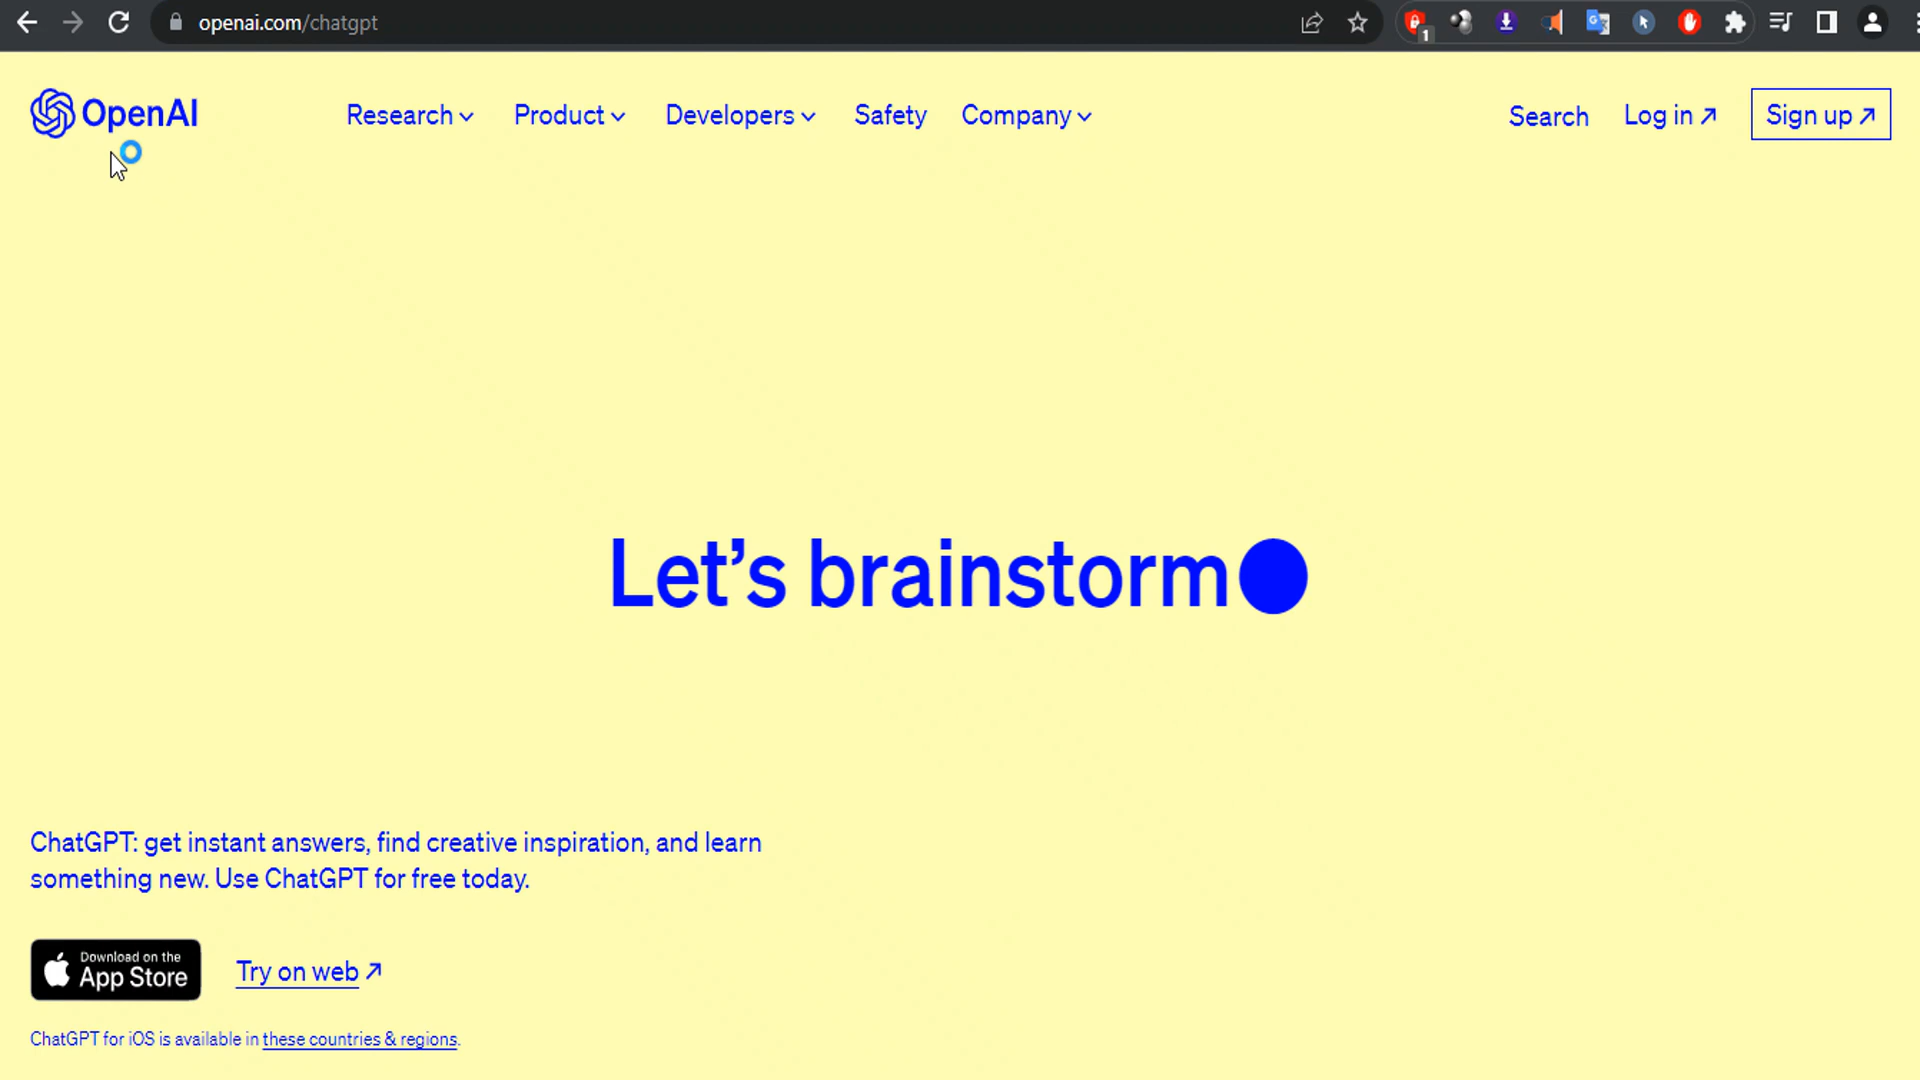 openai.com/chatgpt
1
OpenAI
Research
Product
Developers
Safety
Company
Search
Log in ↗
Sign up ↗
Let’s brainstorm●
ChatGPT: get instant answers, find creative inspiration, and learn
something new. Use ChatGPT for free today.
Download on the
App Store
Try on web ↗
ChatGPT for iOS is available in these countries & regions.